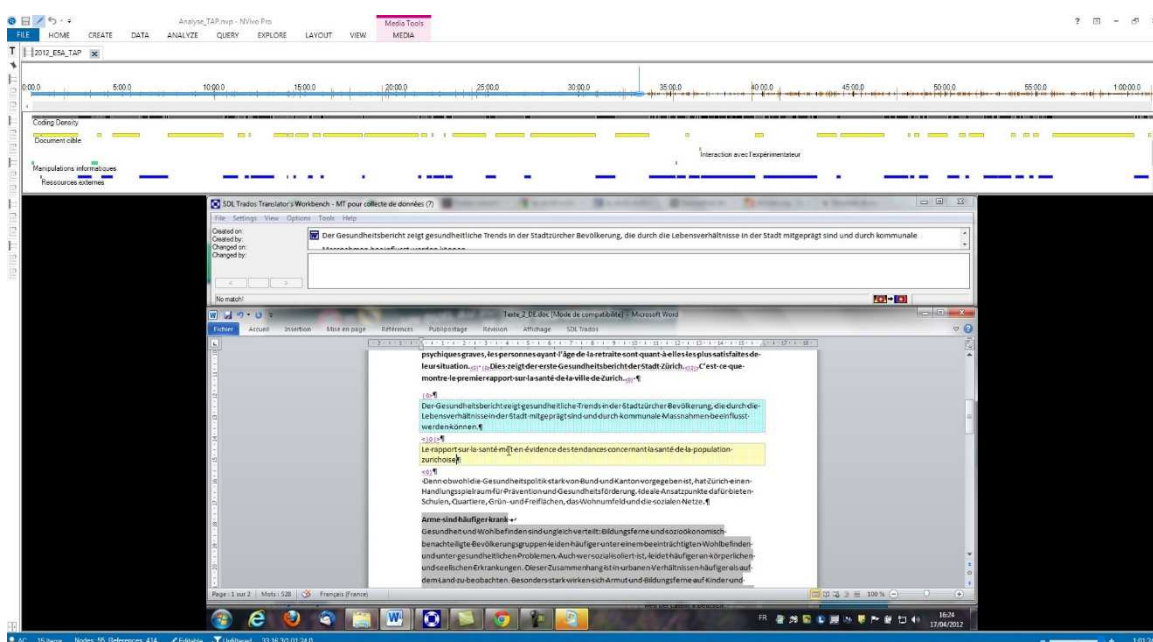 Analyse_TAP.nvp - NVivo Pro
Media Tools
FILE HOME CREATE DATA ANALYZE QUERY EXPLORE LAYOUT VIEW MEDIA
2012_E5A_TAP
0:00,0 5:00,0 10:00,0 15:00,0 20:00,0 25:00,0 30:00,0 35:00,0 40:00,0 45:00,0 50:00,0 55:00,0 1:00:00,0
Coding Density
Document cible
Interaction avec l'expérimentateur
Manipulations informatiques
Ressources externes
SDL Trados Translator's Workbench - MT pour collecte de données (7)
File Settings View Options Tools Help
Created on:
Created by:
Changed on:
Changed by:
Der Gesundheitsbericht zeigt gesundheitliche Trends in der Stadtzürcher Bevölkerung, die durch die Lebensverhältnisse in der Stadt mitgeprägt sind und durch kommunale
Massnahmen beeinflusst werden können
No match!
Texte_2_DE.doc [Mode de compatibilité] - Microsoft Word
Fichier Accueil Insertion Mise en page Références Publipostage Révision Affichage SDL Trados
psychiques graves, les personnes ayant l'âge de la retraite sont quant à elles les plus satisfaites de
leur situation. Dies zeigt der erste Gesundheitsbericht der Stadt Zürich. C'est ce que
montre le premier rapport sur la santé de la ville de Zurich.
Der Gesundheitsbericht zeigt gesundheitliche Trends in der Stadtzürcher Bevölkerung, die durch die
Lebensverhältnisse in der Stadt mitgeprägt sind und durch kommunale Massnahmen beeinflusst
werden können.¶
Le rapport sur la santé met en évidence des tendances concernant la santé de la population
zurichoise¶
Denn obwohl die Gesundheitspolitik stark von Bund und Kanton vorgegeben ist, hat Zürich einen
Handlungsspielraum für Prävention und Gesundheitsförderung. Ideale Ansatzpunkte dafür bieten
Schulen, Quartiere, Grün- und Freiflächen, das Wohnumfeld und die sozialen Netze.¶
Arme sind häufiger krank
Gesundheit und Wohlbefinden sind ungleich verteilt: Bildungsferne und sozioökonomisch
benachteiligte Bevölkerungsgruppen leiden häufiger unter einem beeinträchtigten Wohlbefinden
und unter gesundheitlichen Problemen. Auch wer sozial isoliert ist, leidet häufiger an körperlichen
und seelischen Erkrankungen. Dieser Zusammenhang ist in urbanen Verhältnissen häufiger als auf
dem Land zu beobachten. Besonders stark wirken sich Armut und Bildungsferne auf Kinder und
Page : 1 sur 2 Mots : 528 Français (France) 100 %
FR 16:24
17/04/2012
AC 15 Items Nodes: 55 References: 414 Editable Unfiltered